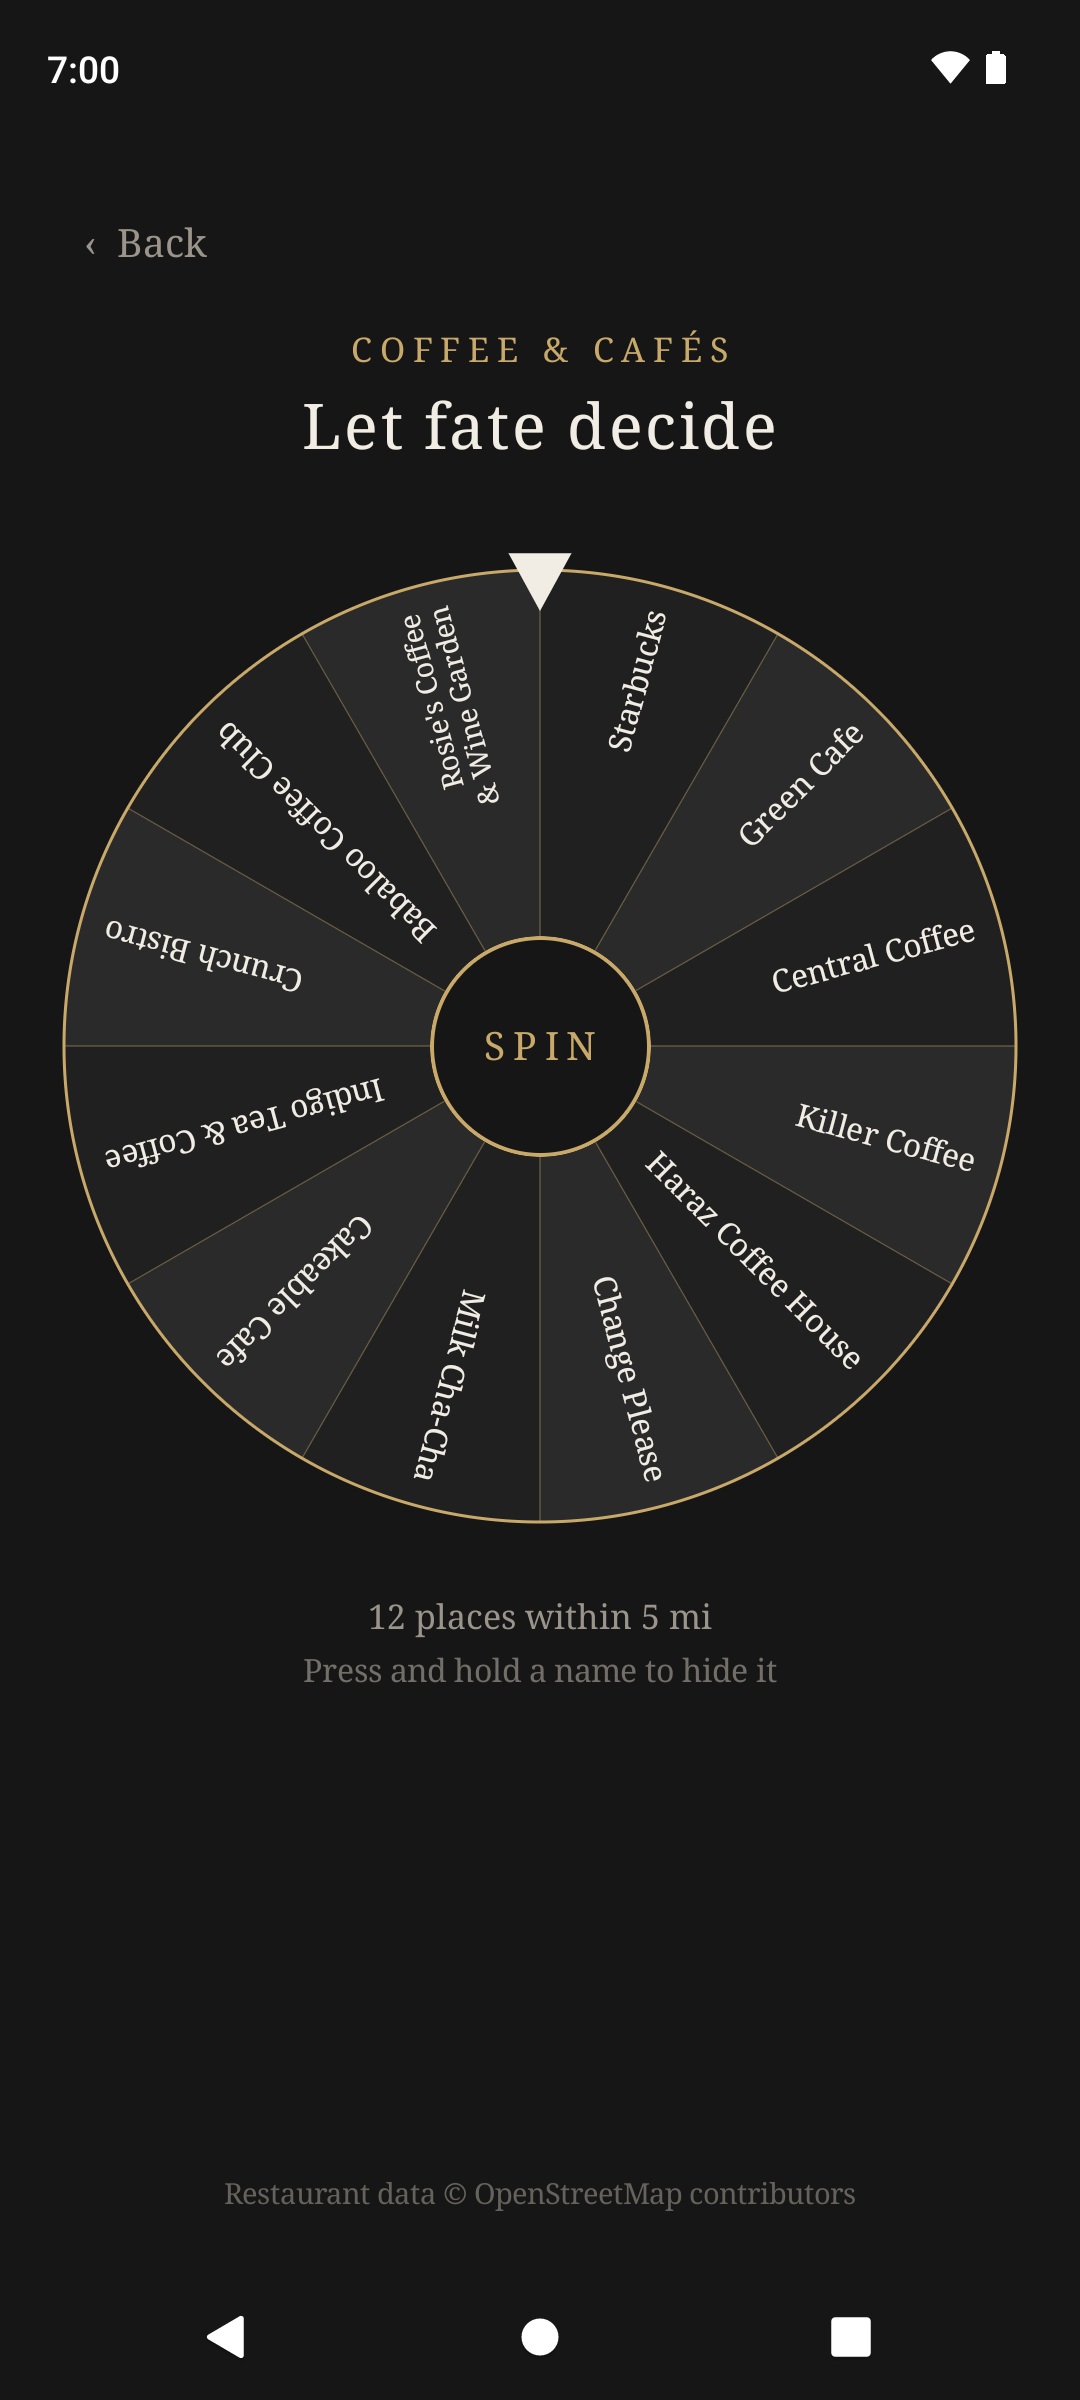 7:00
‹ Back
COFFEE & CAFÉS
Let fate decide
Starbucks
Green Cafe
Central Coffee
Killer Coffee
Haraz Coffee House
Change Please
Milk Cha-Cha
Cakeable Cafe
Indigo Tea & Coffee
Crunch Bistro
Babaloo Coffee Club
Rosie's Coffee
& Wine Garden
SPIN
12 places within 5 mi
Press and hold a name to hide it
Restaurant data © OpenStreetMap contributors